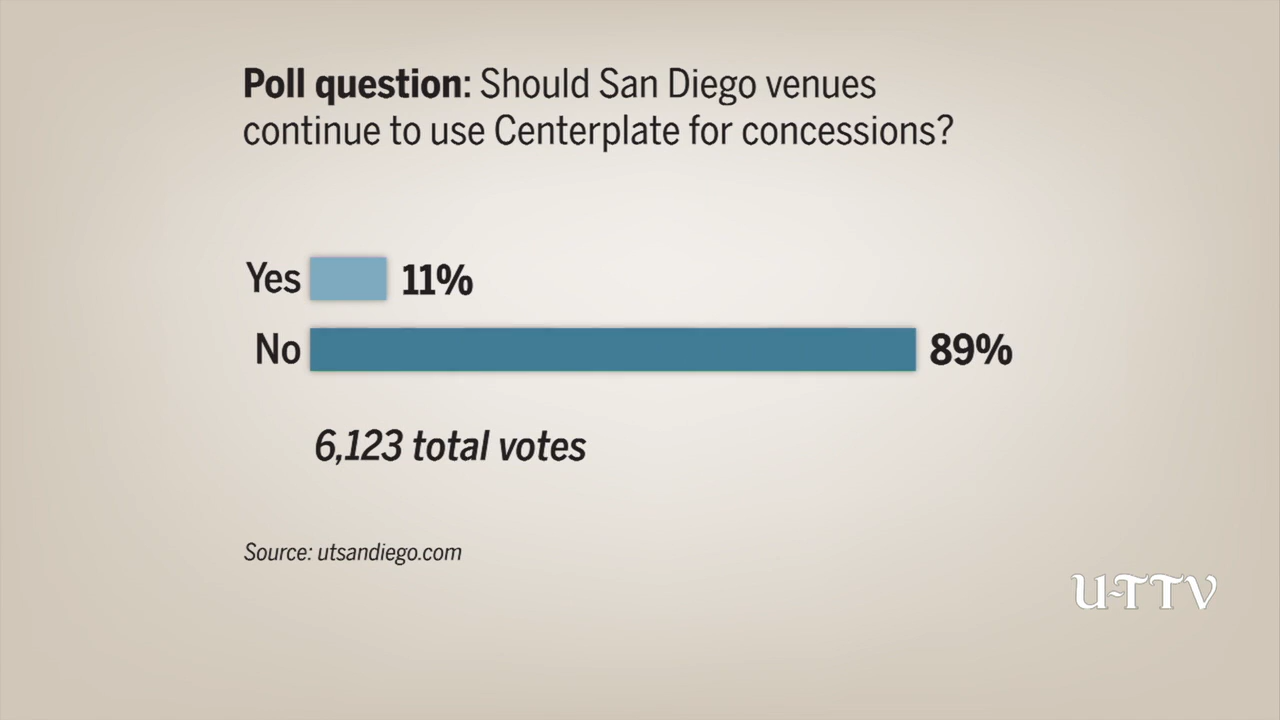 Poll question: Should San Diego venues
continue to use Centerplate for concessions?
Yes 11%
No 89%
6,123 total votes
Source: utsandiego.com
U-TTV